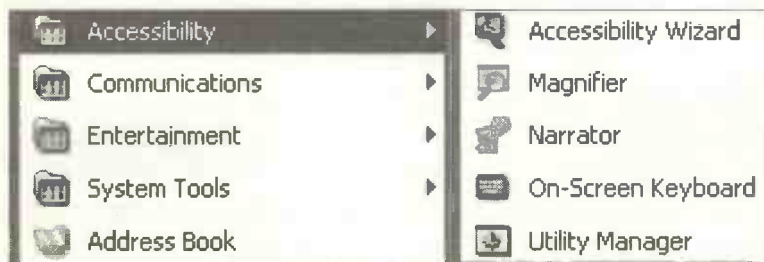 Accessibility
Communications
Entertainment
System Tools
Address Book
Accessibility Wizard
Magnifier
Narrator
On-Screen Keyboard
Utility Manager